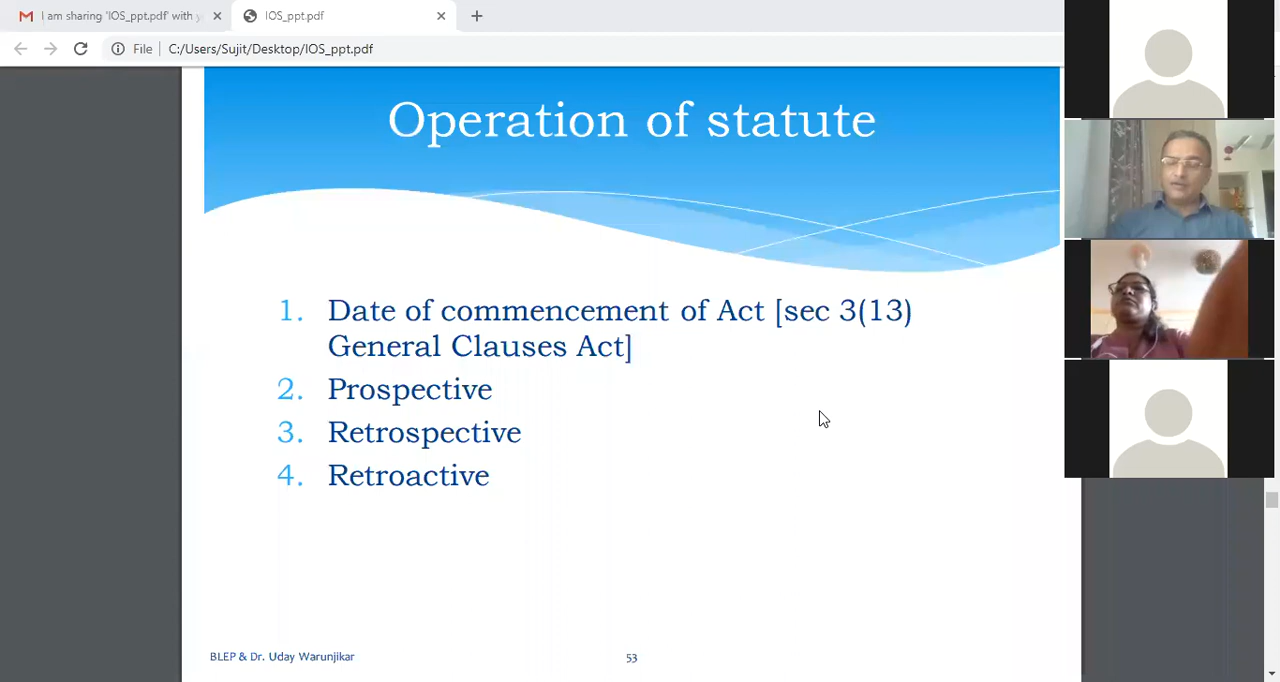 I am sharing 'IOS_ppt.pdf' with
IOS_ppt.pdf
File
C:/Users/Sujit/Desktop/IOS_ppt.pdf
Operation of statute
1. Date of commencement of Act [sec 3(13)
General Clauses Act]
2. Prospective
3. Retrospective
4. Retroactive
BLEP & Dr. Uday Warunjikar
53